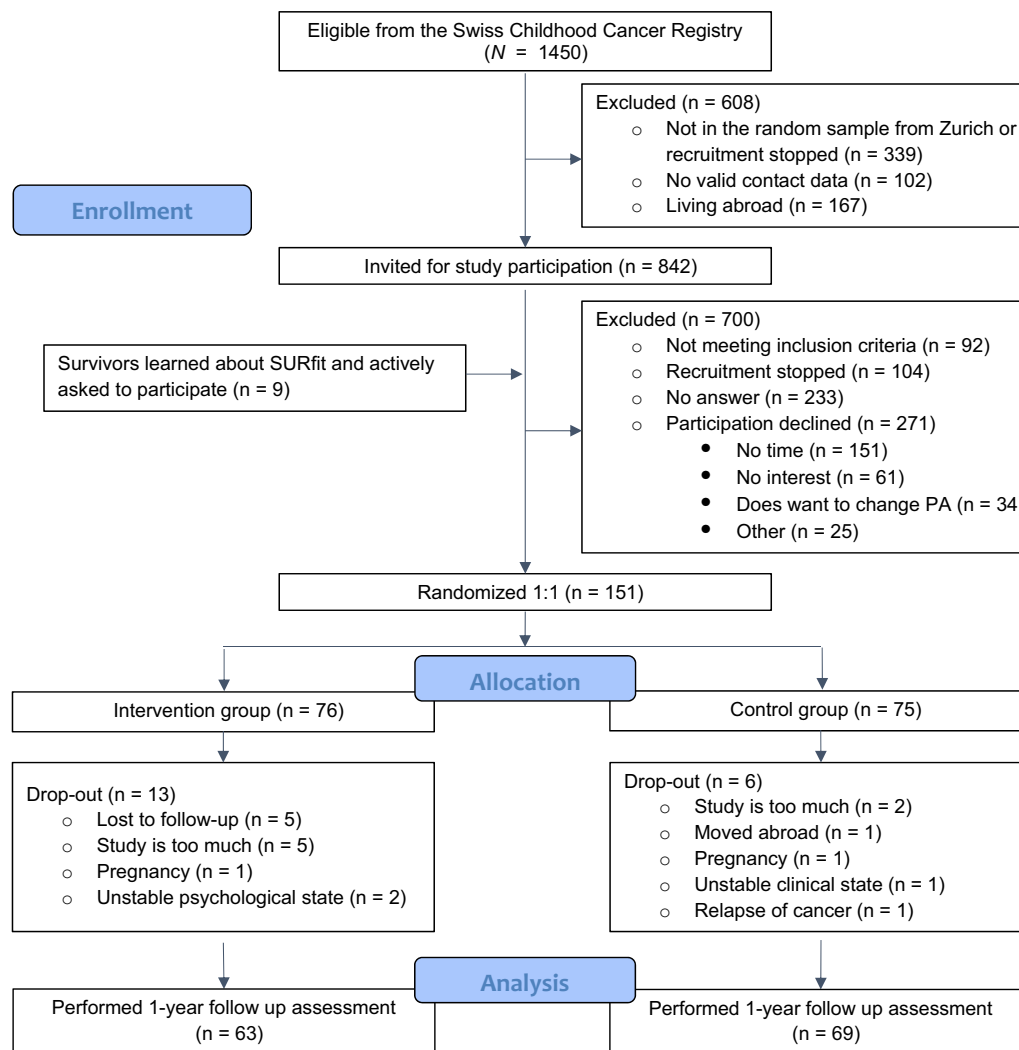 Eligible from the Swiss Childhood Cancer Registry
(N = 1450)
Excluded (n = 608)
o Not in the random sample from Zurich or
recruitment stopped (n = 339)
o No valid contact data (n = 102)
o Living abroad (n = 167)
Enrollment
Invited for study participation (n = 842)
Survivors learned about SURfit and actively
asked to participate (n = 9)
Excluded (n = 700)
o Not meeting inclusion criteria (n = 92)
o Recruitment stopped (n = 104)
o No answer (n = 233)
o Participation declined (n = 271)
• No time (n = 151)
• No interest (n = 61)
• Does want to change PA (n = 34
• Other (n = 25)
Randomized 1:1 (n = 151)
Allocation
Intervention group (n = 76)
Control group (n = 75)
Drop-out (n = 13)
o Lost to follow-up (n = 5)
o Study is too much (n = 5)
o Pregnancy (n = 1)
o Unstable psychological state (n = 2)
Drop-out (n = 6)
o Study is too much (n = 2)
o Moved abroad (n = 1)
o Pregnancy (n = 1)
o Unstable clinical state (n = 1)
o Relapse of cancer (n = 1)
Analysis
Performed 1-year follow up assessment
(n = 63)
Performed 1-year follow up assessment
(n = 69)